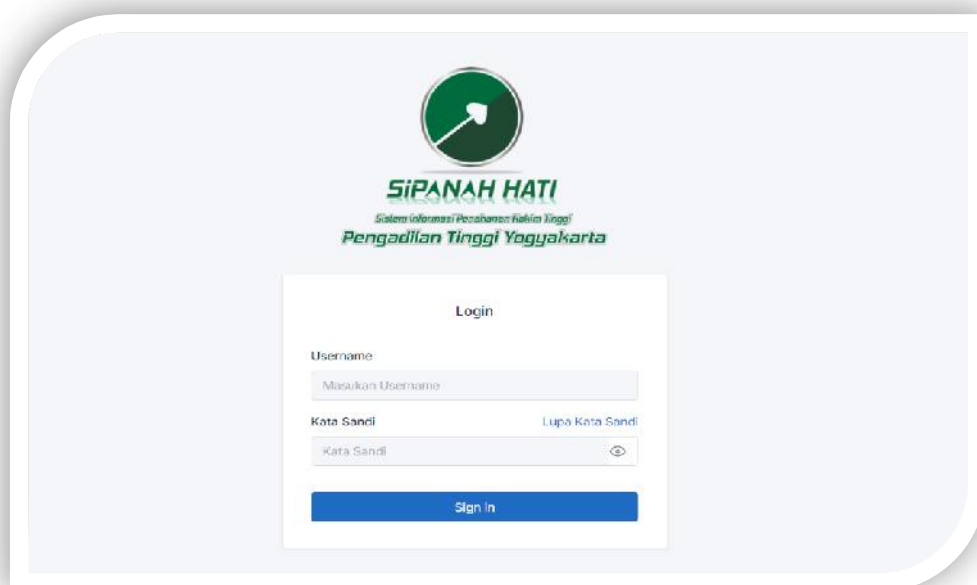 SiPANAH HATI
Sistem Informasi Hakim Tinggi
Pengadilan Tinggi Yogyakarta
Login
Username
Masukan Username
Kata Sandi
Lupa Kata Sandi
Kata Sandi
Sign In